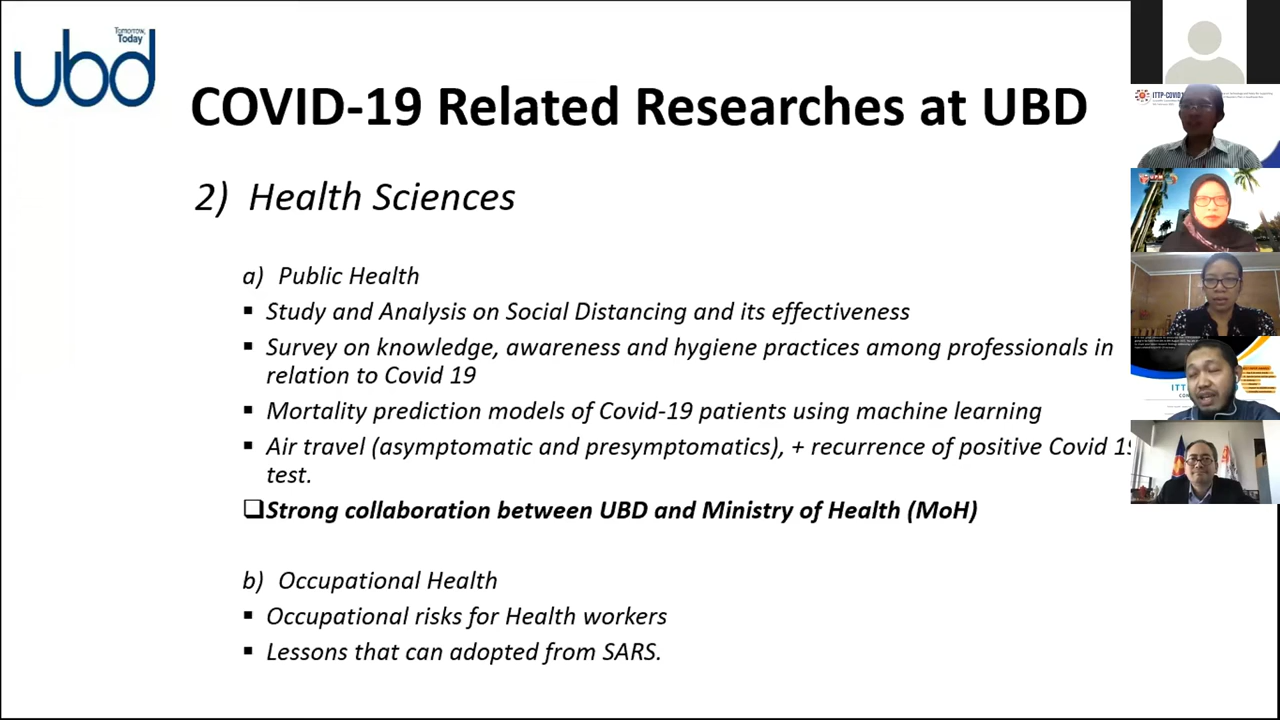 Tomorrow,
Today
ubd
COVID-19 Related Researches at UBD
2) Health Sciences
a) Public Health
▪ Study and Analysis on Social Distancing and its effectiveness
▪ Survey on knowledge, awareness and hygiene practices among professionals in
relation to Covid 19
▪ Mortality prediction models of Covid-19 patients using machine learning
▪ Air travel (asymptomatic and presymptomatics), + recurrence of positive Covid 19
test.
❑Strong collaboration between UBD and Ministry of Health (MoH)
b) Occupational Health
▪ Occupational risks for Health workers
▪ Lessons that can adopted from SARS.
ITTP-COVID
UPM